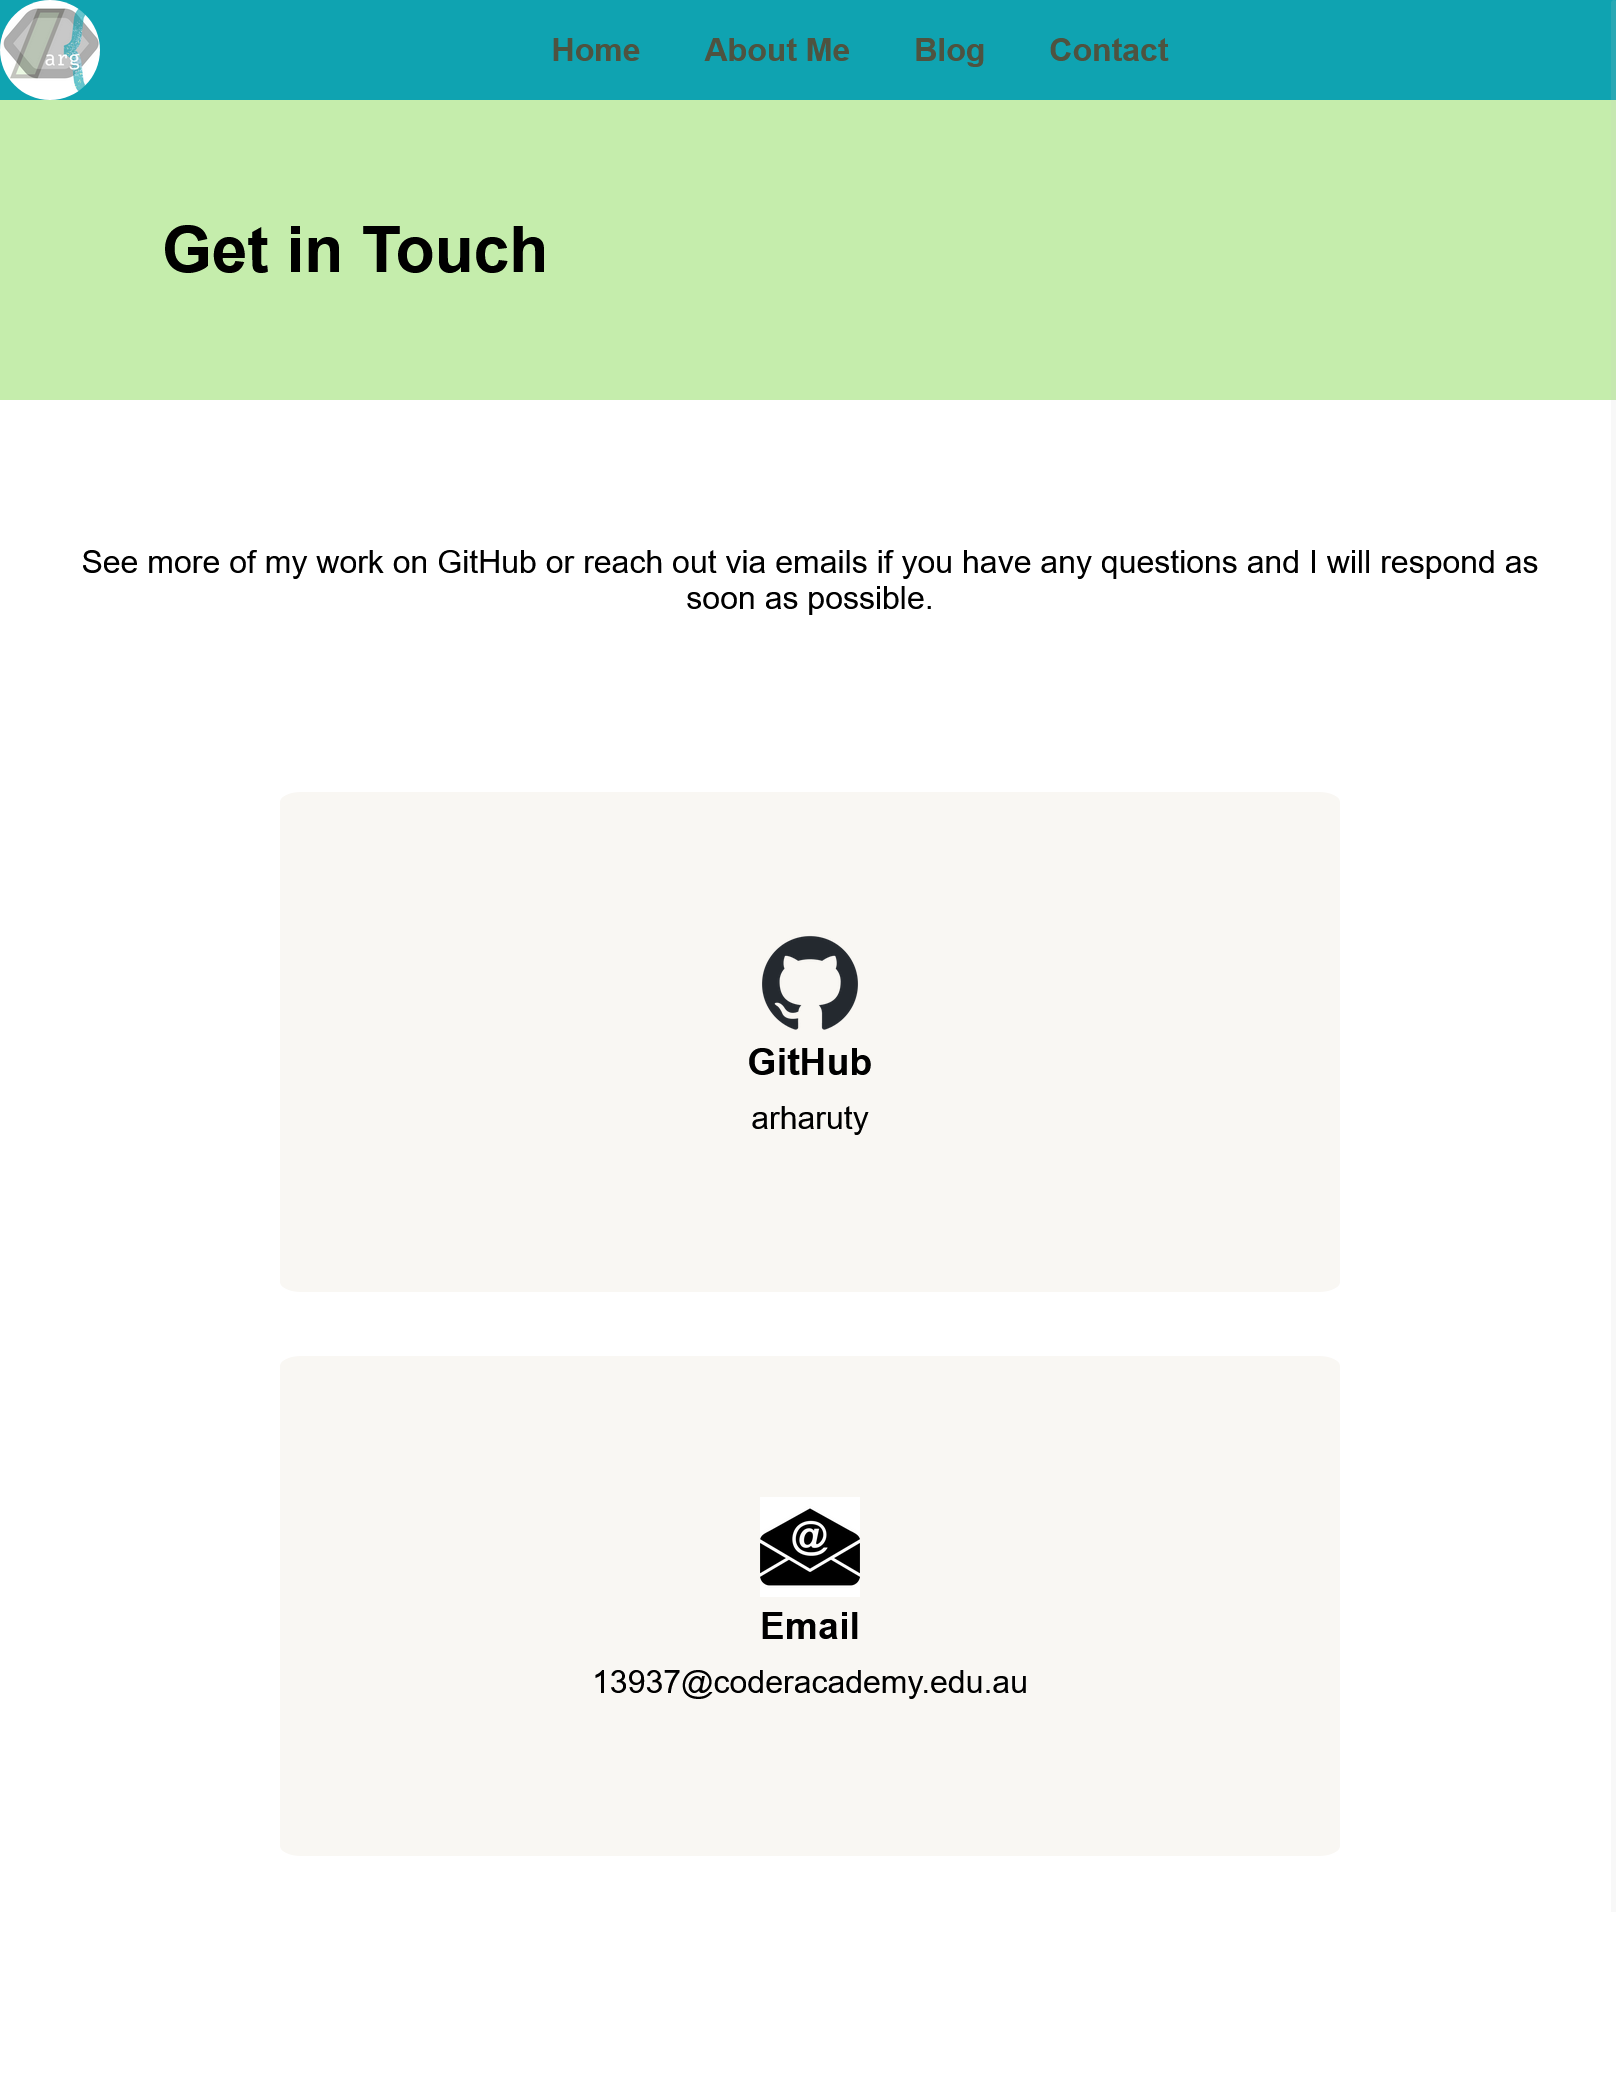 arg
Home About Me Blog Contact
Get in Touch
See more of my work on GitHub or reach out via emails if you have any questions and I will respond as
soon as possible.
GitHub
arharuty
@
Email
13937@coderacademy.edu.au